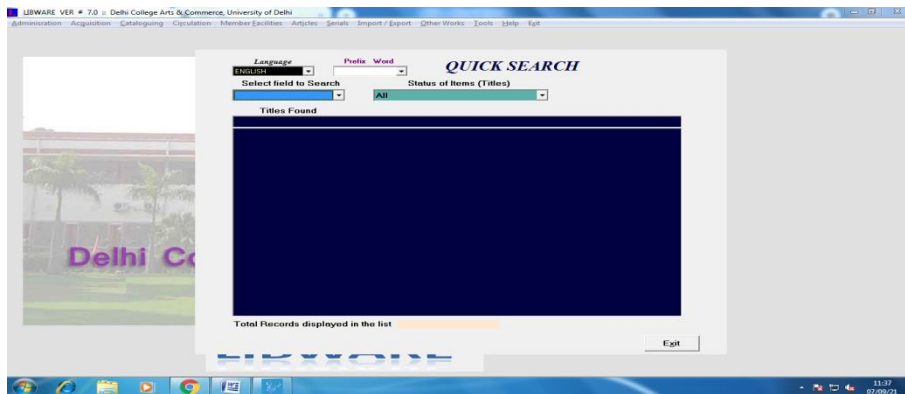 LIBWARE VER # 7.0 :: Delhi College Arts & Commerce, University of Delhi
Administration Acquisition Cataloguing Circulation Member Facilities Articles Serials Import / Export Other Works Tools Help Exit
Language Prefix Word QUICK SEARCH
ENGLISH
Select field to Search Status of Items (Titles)
All
Titles Found
Delhi Co
Total Records displayed in the list
Exit
LIBWARE
11:37
07/09/21